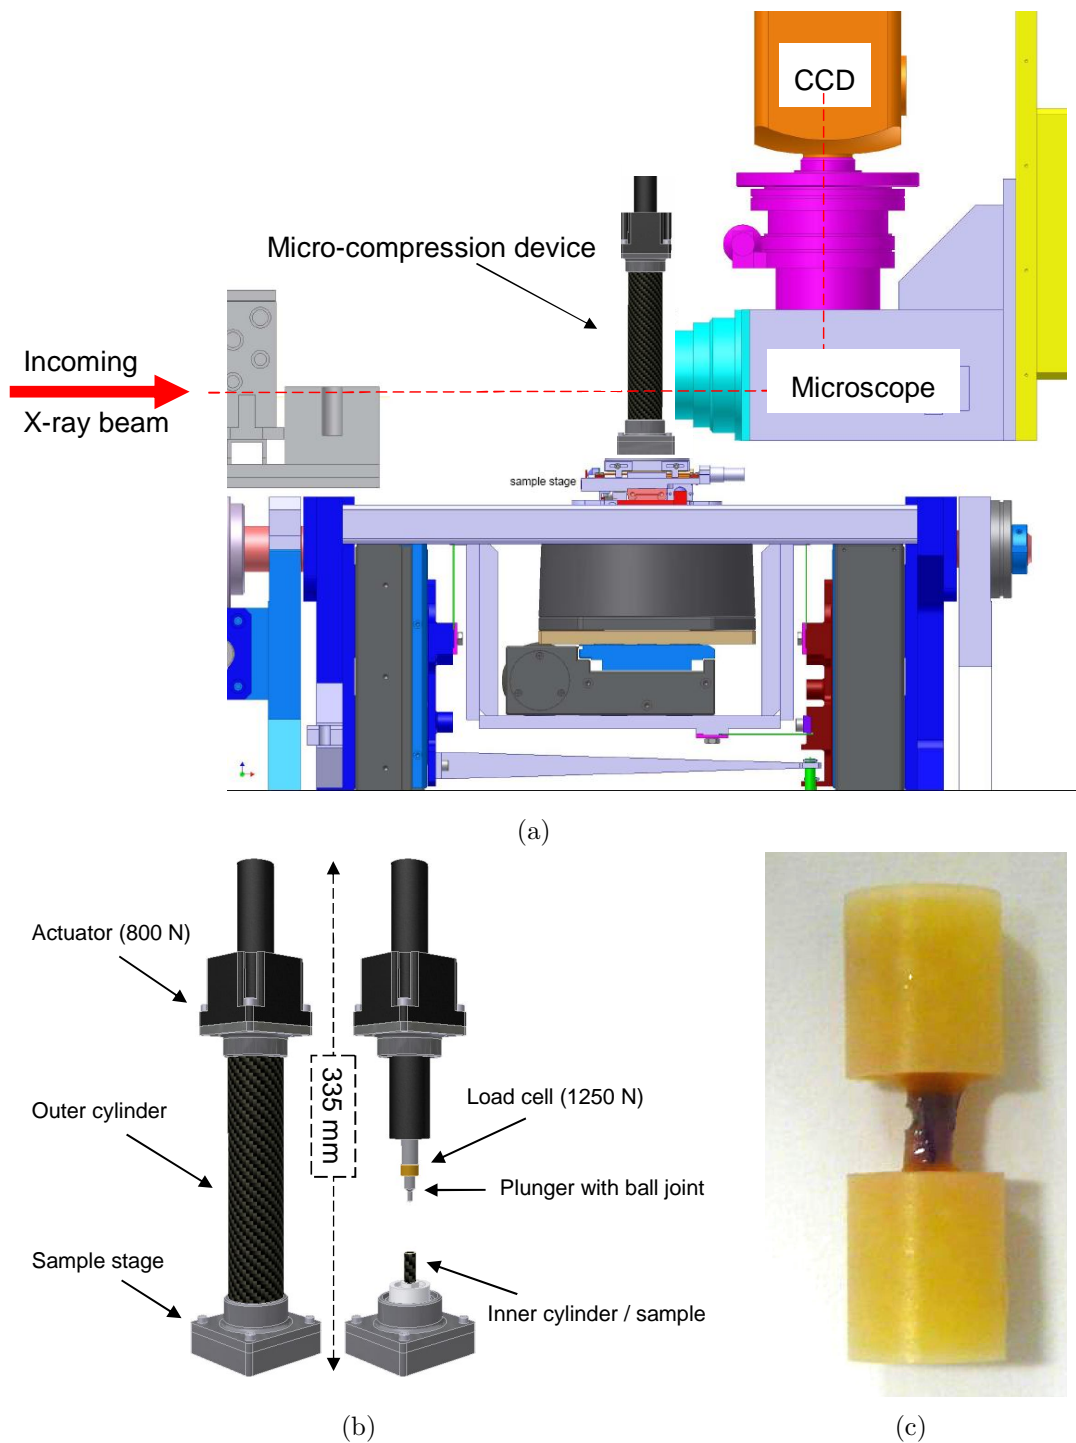 CCD
Micro-compression device
Incoming
X-ray beam
Microscope
sample stage
(a)
Actuator (800 N)
Outer cylinder
Sample stage
335 mm
Load cell (1250 N)
Plunger with ball joint
Inner cylinder / sample
(b)
(c)